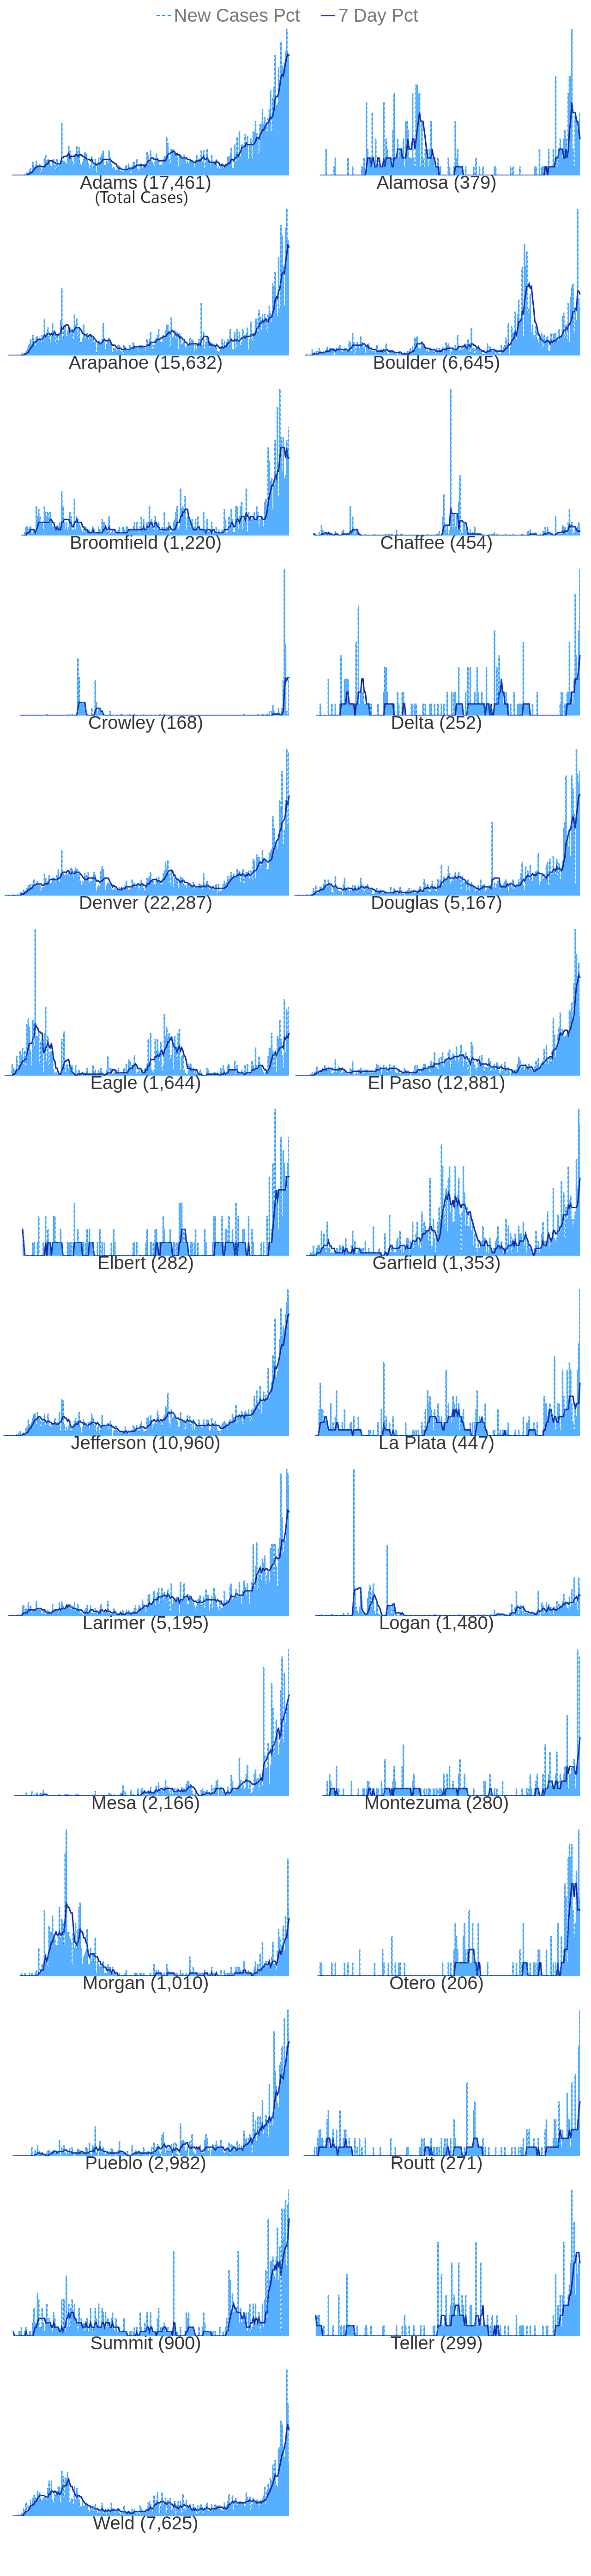 New Cases Pct 7 Day Pct
Adams (17,461) Alamosa (379)
(Total Cases)
Arapahoe (15,632) Boulder (6,645)
Broomfield (1,220) Chaffee (454)
Crowley (168) Delta (252)
Denver (22,287) Douglas (5,167)
Eagle (1,644) El Paso (12,881)
Elbert (282) Garfield (1,353)
Jefferson (10,960) La Plata (447)
Larimer (5,195) Logan (1,480)
Mesa (2,166) Montezuma (280)
Morgan (1,010) Otero (206)
Pueblo (2,982) Routt (271)
Summit (900) Teller (299)
Weld (7,625)